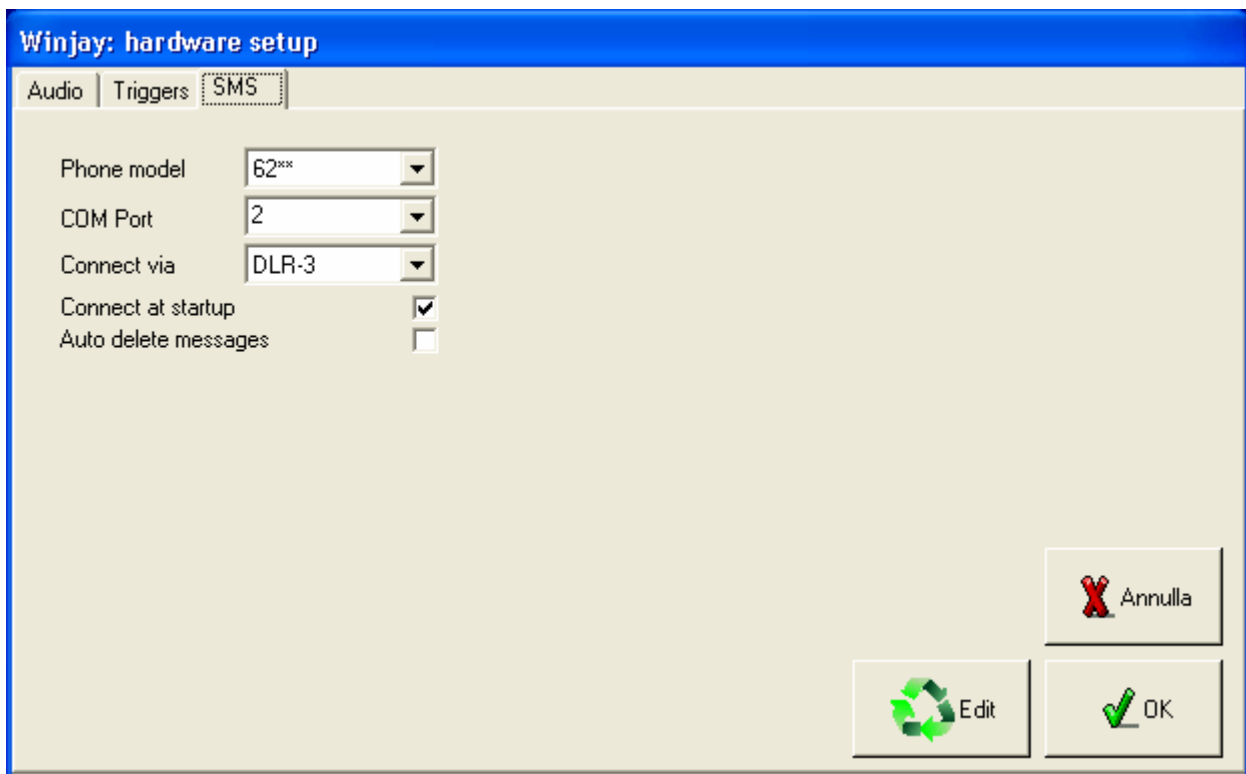 Winjay: hardware setup
Audio Triggers SMS
Phone model 62**
COM Port 2
Connect via DLR-3
Connect at startup
Auto delete messages
Annulla
Edit OK